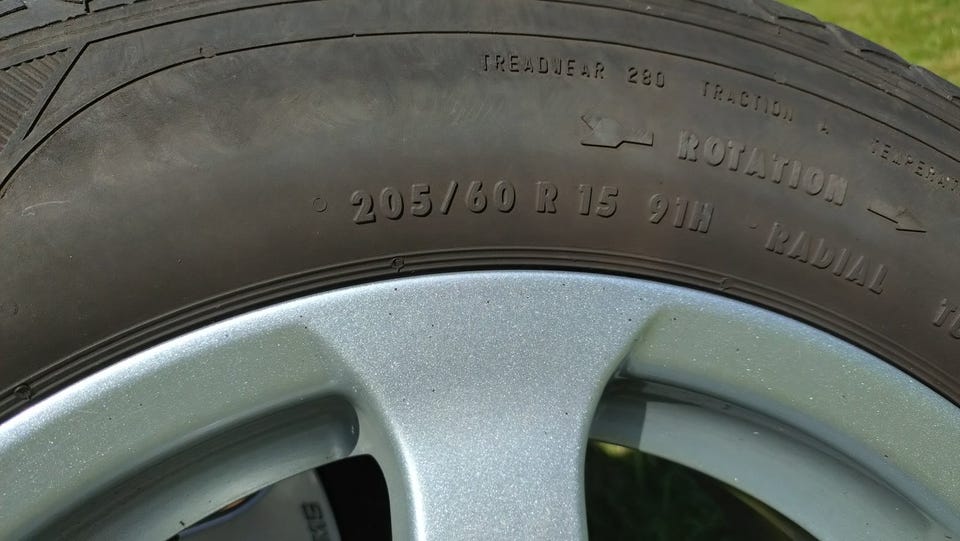 TREADWEAR 280 TRACTION A
ROTATION
205/60 R 15 91H RADIAL